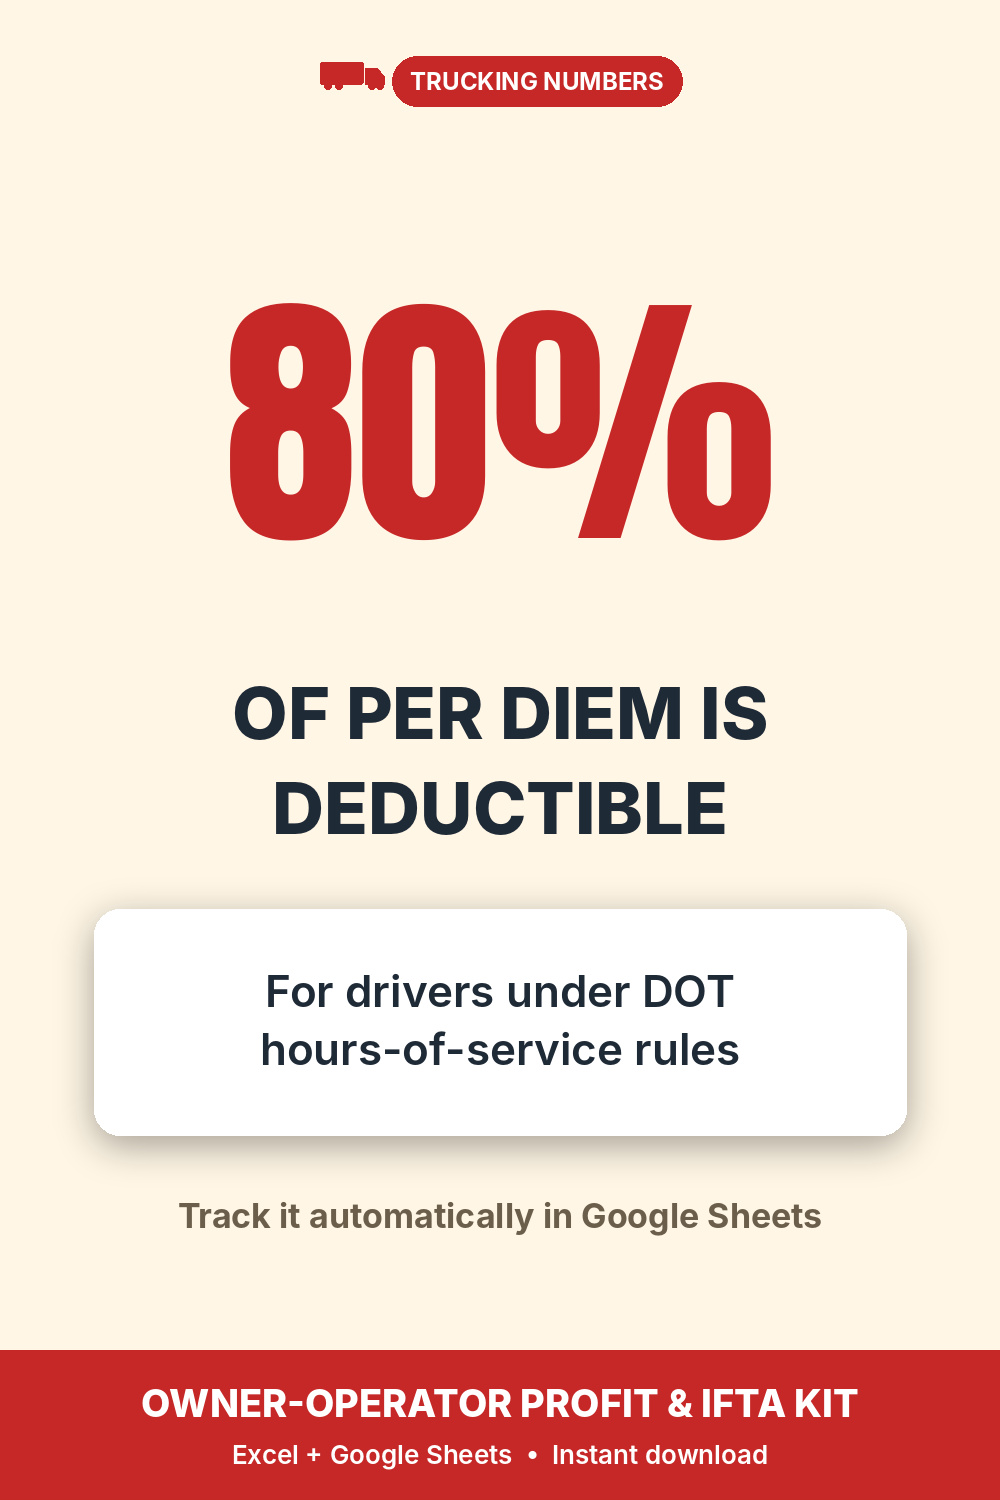 TRUCKING NUMBERS
80%
OF PER DIEM IS
DEDUCTIBLE
For drivers under DOT
hours-of-service rules
Track it automatically in Google Sheets
OWNER-OPERATOR PROFIT & IFTA KIT
Excel + Google Sheets • Instant download